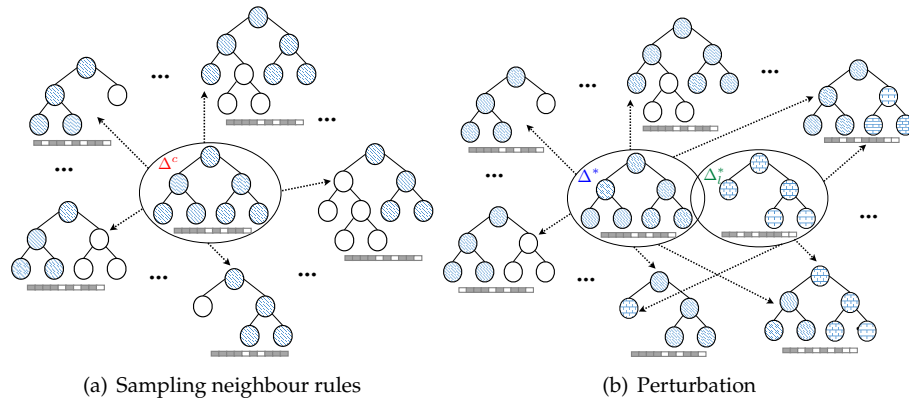 Δ^c
Δ^*
Δ_l^*
(a) Sampling neighbour rules
(b) Perturbation